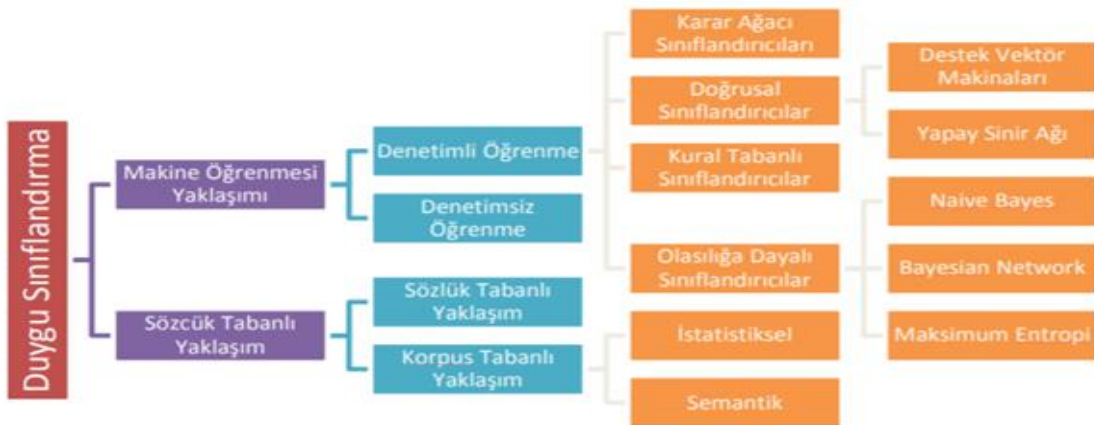 Duygu Sınıflandırma
Makine Öğrenmesi
Yaklaşımı
Sözcük Tabanlı
Yaklaşım
Denetimli Öğrenme
Denetimsiz
Öğrenme
Sözlük Tabanlı
Yaklaşım
Korpus Tabanlı
Yaklaşım
Karar Ağacı
Sınıflandırıcıları
Doğrusal
Sınıflandırıcılar
Kural Tabanlı
Sınıflandırıcılar
Olasılığa Dayalı
Sınıflandırıcılar
İstatistiksel
Semantik
Destek Vektör
Makinaları
Yapay Sinir Ağı
Naive Bayes
Bayesian Network
Maksimum Entropi